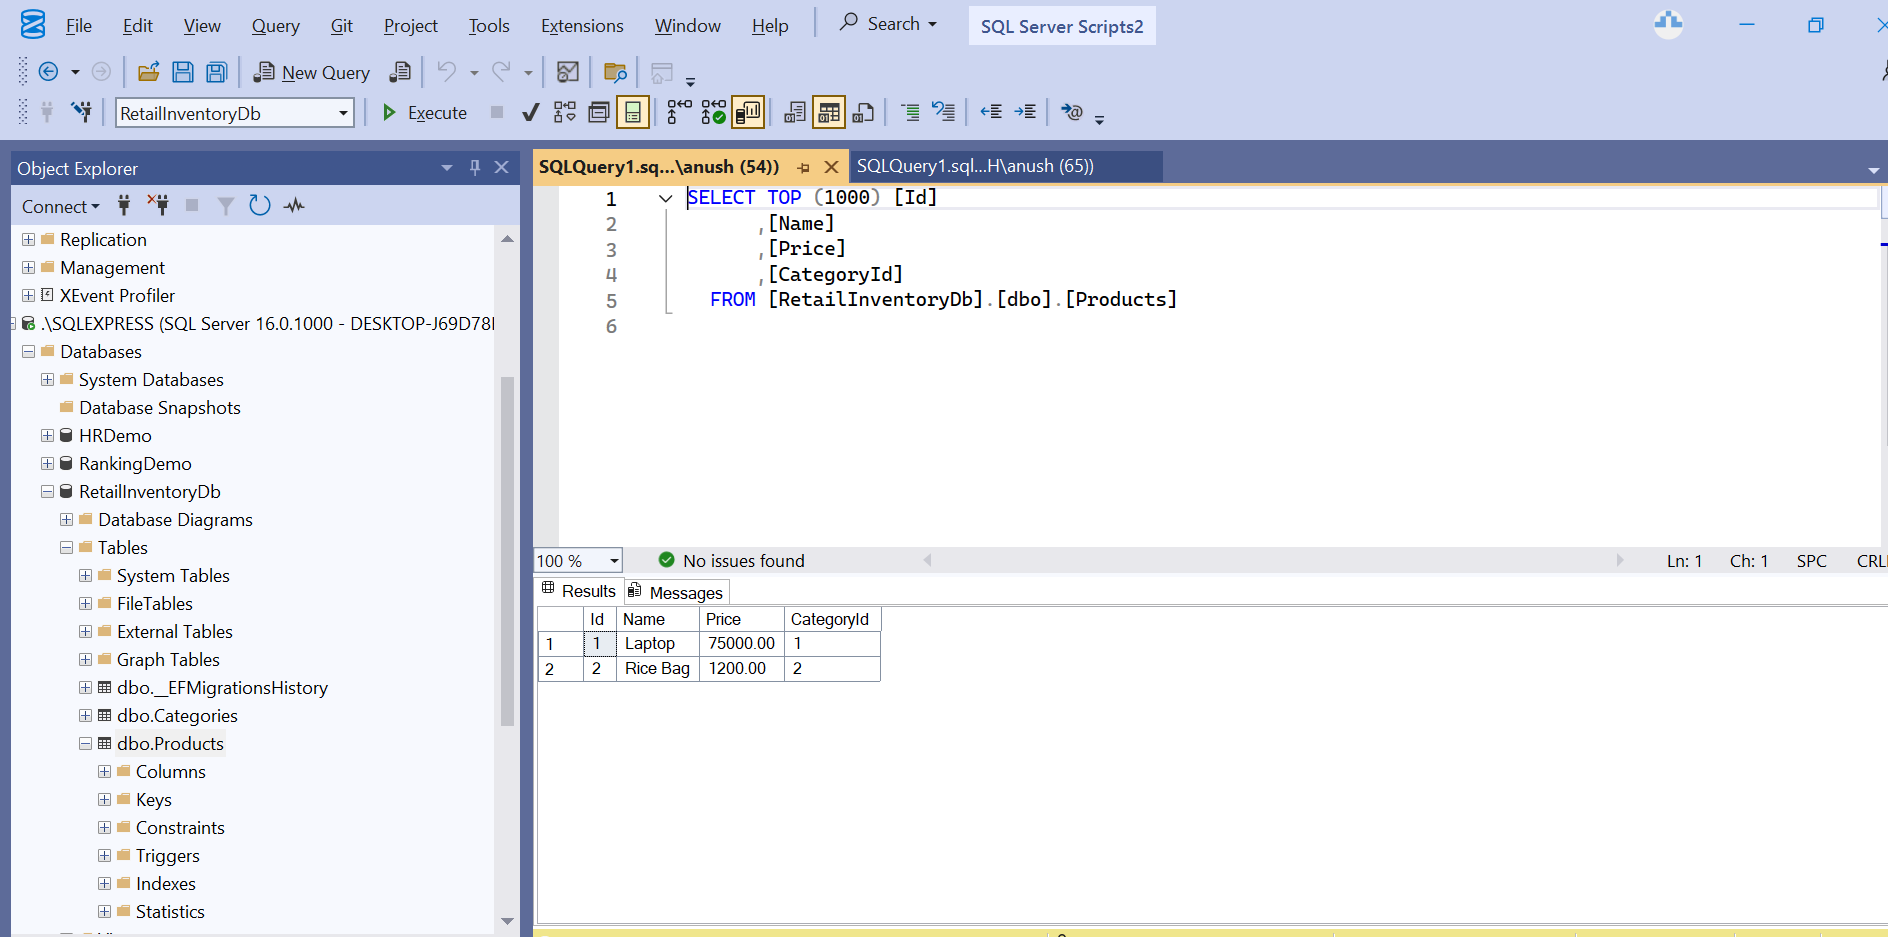 File Edit View Query Git Project Tools Extensions Window Help Search SQL Server Scripts2
New Query
RetailInventoryDb Execute
Object Explorer
Connect
Replication
Management
XEvent Profiler
.\SQLEXPRESS (SQL Server 16.0.1000 - DESKTOP-J69D78
Databases
System Databases
Database Snapshots
HRDemo
RankingDemo
RetailInventoryDb
Database Diagrams
Tables
System Tables
FileTables
External Tables
Graph Tables
dbo.__EFMigrationsHistory
dbo.Categories
dbo.Products
Columns
Keys
Constraints
Triggers
Indexes
Statistics
SQLQuery1.sq...\anush (54)) SQLQuery1.sql...H\anush (65))
1 SELECT TOP (1000) [Id]
2 ,[Name]
3 ,[Price]
4 ,[CategoryId]
5 FROM [RetailInventoryDb].[dbo].[Products]
6
100 % No issues found Ln: 1 Ch: 1 SPC CRL
Results Messages
Id Name Price CategoryId
1 1 Laptop 75000.00 1
2 2 Rice Bag 1200.00 2